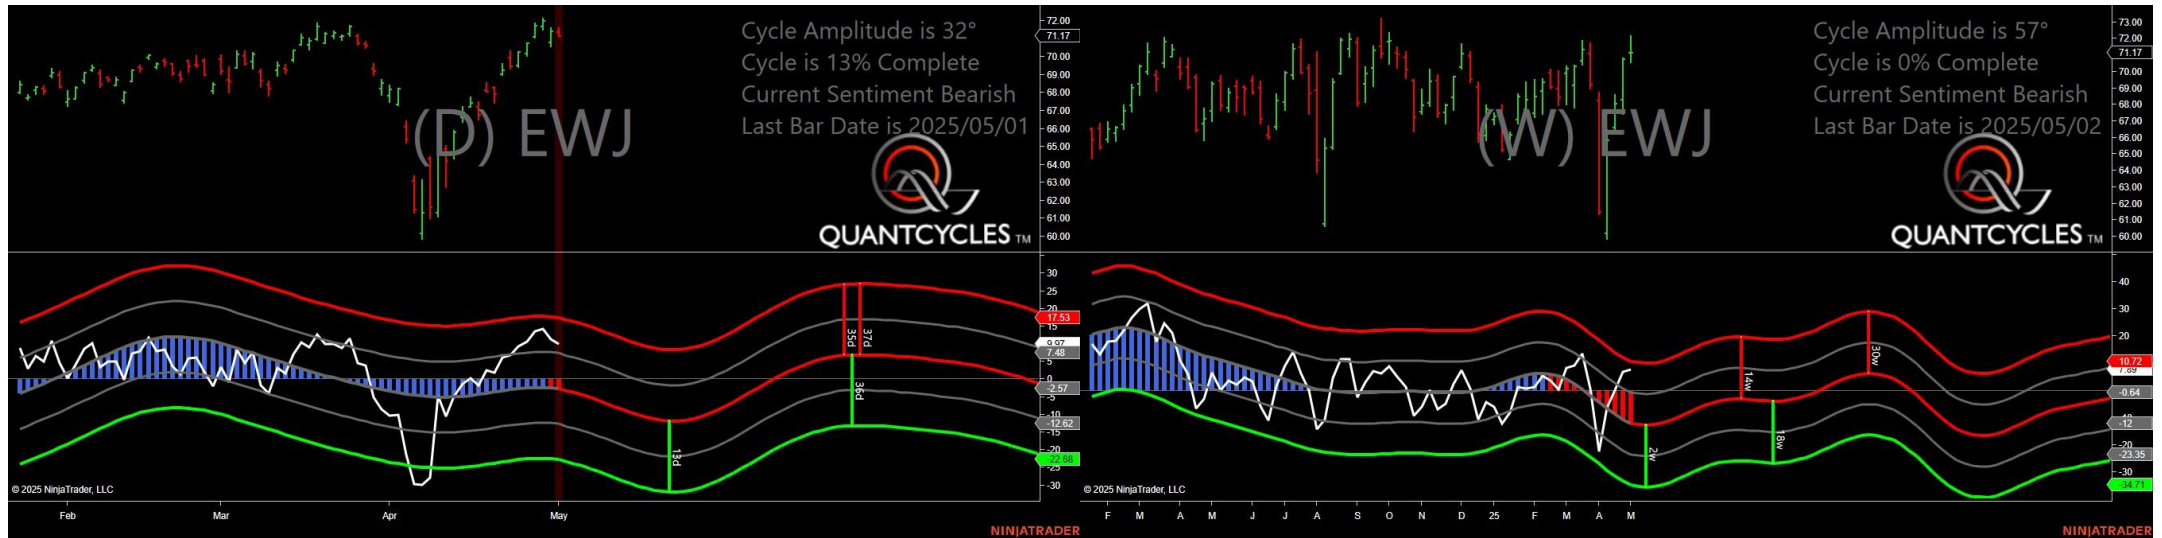 Cycle Amplitude is 32°
Cycle is 13% Complete
Current Sentiment Bearish
Last Bar Date is 2025/05/01
(D) EWJ
QUANTCYCLES TM
72.00
71.17
70.00
69.00
68.00
67.00
66.00
65.00
64.00
63.00
62.00
61.00
60.00
30
25
20
17.53
15
9.97
7.48
5
0
-2.57
-5
-10
-12.62
-15
-22.68
-25
-30
35d
37d
36d
13d
© 2025 NinjaTrader, LLC
Feb Mar Apr May
NINJATRADER
Cycle Amplitude is 57°
Cycle is 0% Complete
Current Sentiment Bearish
Last Bar Date is 2025/05/02
(W) EWJ
QUANTCYCLES TM
73.00
72.00
71.17
70.00
69.00
68.00
67.00
66.00
65.00
64.00
63.00
62.00
61.00
60.00
40
30
20
10.72
7.89
-0.64
-12
-20
-23.35
-30
-34.71
14w
30w
18w
2w
© 2025 NinjaTrader, LLC
F M A M J J A S O N D 25 F M A M
NINJATRADER